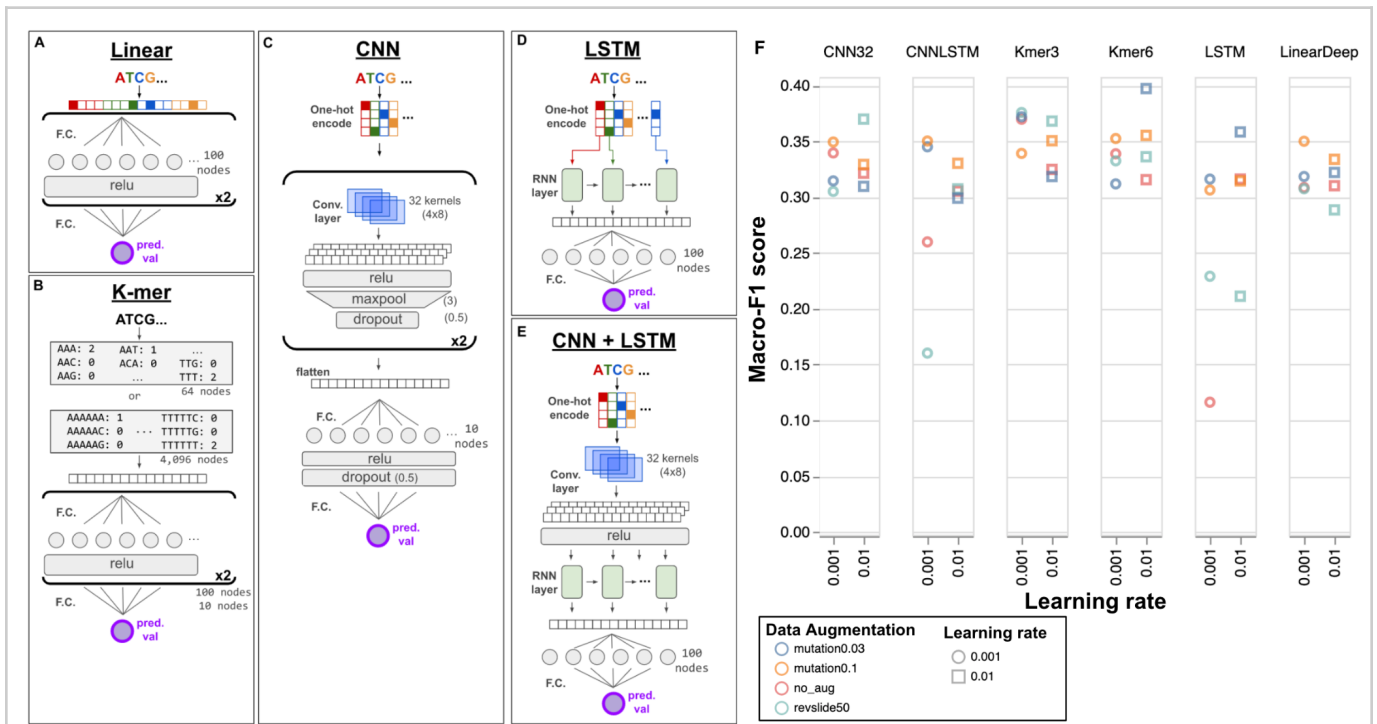 A
Linear
ATCG...
F.C.
... 100
nodes
relu
x2
F.C.
pred.
val
B
K-mer
ATCG...
AAA: 2 AAT: 1 ...
AAC: 0 ACA: 0 TTG: 0
AAG: 0 ... TTT: 2
64 nodes
or
AAAAAA: 1 TTTTTC: 0
AAAAAC: 0 ... TTTTTG: 0
AAAAAG: 0 TTTTTT: 2
4,096 nodes
F.C.
...
relu
x2
100 nodes
10 nodes
F.C.
pred.
val
C
CNN
ATCG ...
One-hot
encode
...
Conv.
layer
32 kernels
(4x8)
relu
maxpool (3)
dropout (0.5)
x2
flatten
F.C.
... 10
nodes
relu
dropout (0.5)
F.C.
pred.
val
D
LSTM
ATCG ...
One-hot
encode
...
RNN
layer
...
100
nodes
F.C.
pred.
val
E
CNN + LSTM
ATCG ...
One-hot
encode
...
Conv.
layer
32 kernels
(4x8)
relu
RNN
layer
...
100
nodes
F.C.
pred.
val
F
CNN32 CNNLSTM Kmer3 Kmer6 LSTM LinearDeep
Macro-F1 score
0.40
0.35
0.30
0.25
0.20
0.15
0.10
0.05
0.00
0.001 0.01 0.001 0.01 0.001 0.01 0.001 0.01 0.001 0.01 0.001 0.01
Learning rate
Data Augmentation
mutation0.03
mutation0.1
no_aug
revslide50
Learning rate
0.001
0.01